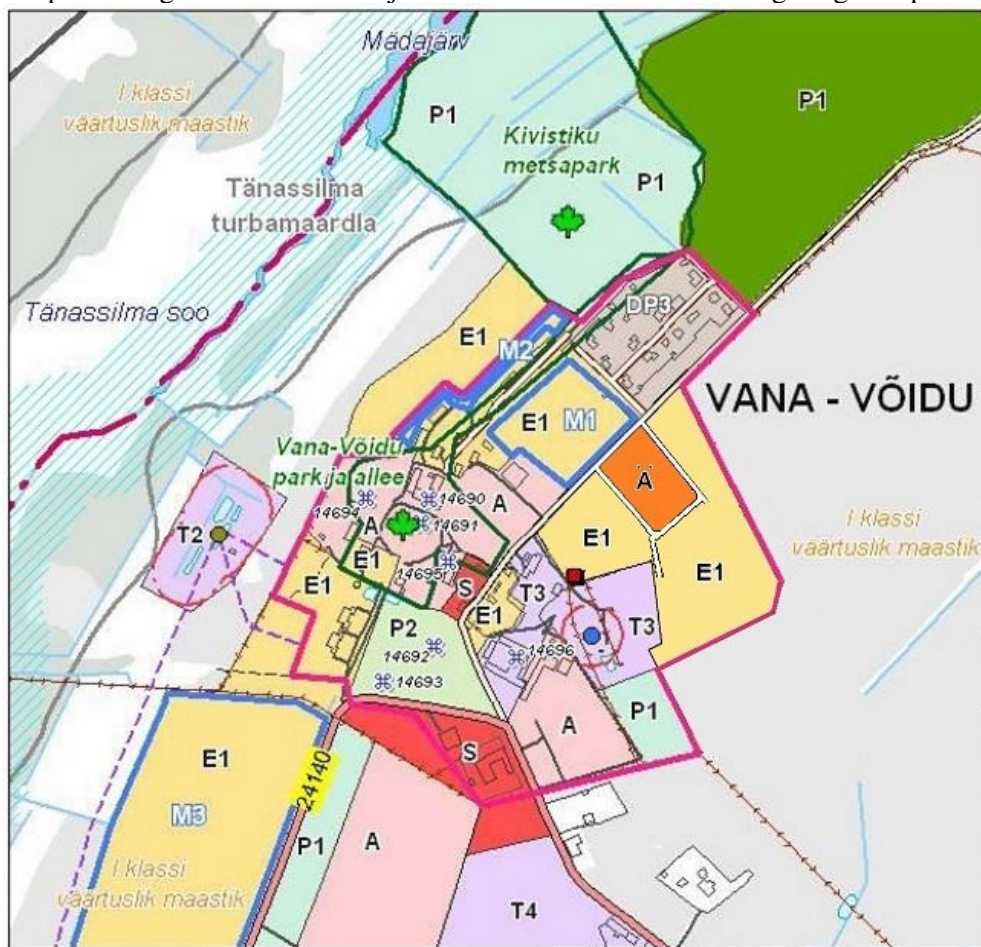 Mädajärv
P1
I klassi
väärtuslik maastik
P1
Kivistiku
metsapark
P1
Tänassilma
turbamaardla
Tänassilma soo
DP3
E1
M2
VANA - VÕIDU
E1
M1
Vana-Võidu
park ja allee
Ä
14690
A
14694
A
14691
I klassi
väärtuslik maastik
T2
E1
E1
14695
E1
E1
S
T3
E1
T3
P2
14692
14696
14693
P1
A
S
E1
24140
M3
P1
A
I klassi
väärtuslik maastik
T4